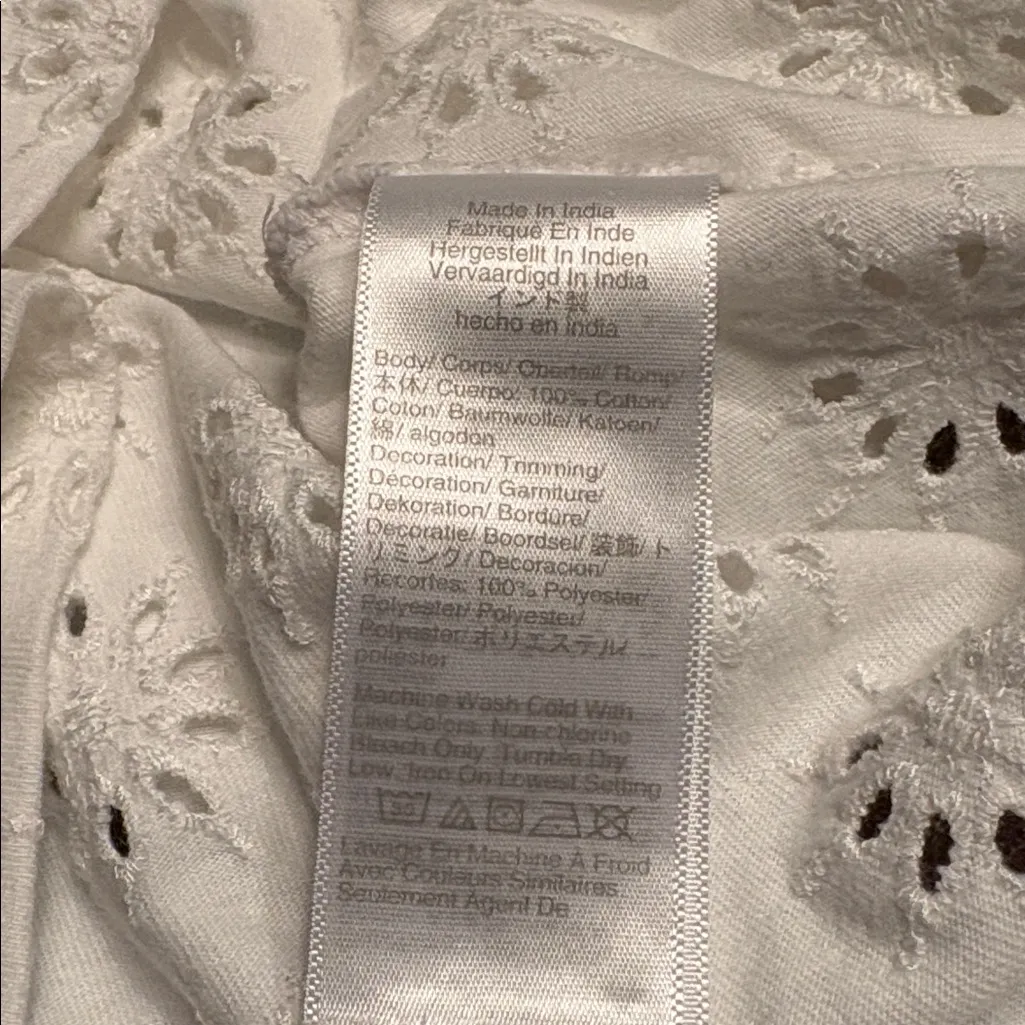 Made In India
Fabriqué En Inde
Hergestellt In Indien
Vervaardigd In India
インド製
hecho en India
Body/ Corps/ Oberteil/ Romp/
本体/ Cuerpo: 100% Cotton/
Coton/ Baumwolle/ Katoen/
綿/ algodon
Decoration/ Trimming/
Décoration/ Garniture/
Dekoration/ Bordüre/
Decoratie/ Boordsel/ 装飾/ ト
リミング/ Decoracion/
Recortes: 100% Polyester/
Polyester/ Polyester/
Polyester/ ポリエステル/
poliester
Machine Wash Cold With
Like Colors. Non-chlorine
Bleach Only. Tumble Dry
Low. Iron On Lowest Setting
Lavage En Machine À Froid
Avec Couleurs Similaires
Seulement Agent De